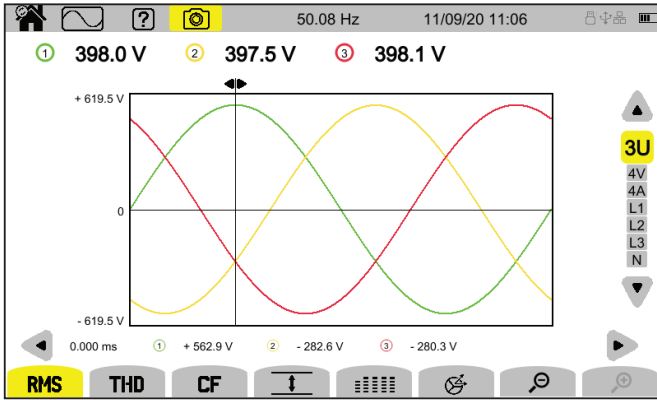 ? 50.08 Hz 11/09/20 11:06
1 398.0 V 2 397.5 V 3 398.1 V
+ 619.5 V
0
- 619.5 V
3U
4V
4A
L1
L2
L3
N
0.000 ms 1 + 562.9 V 2 - 282.6 V 3 - 280.3 V
RMS THD CF